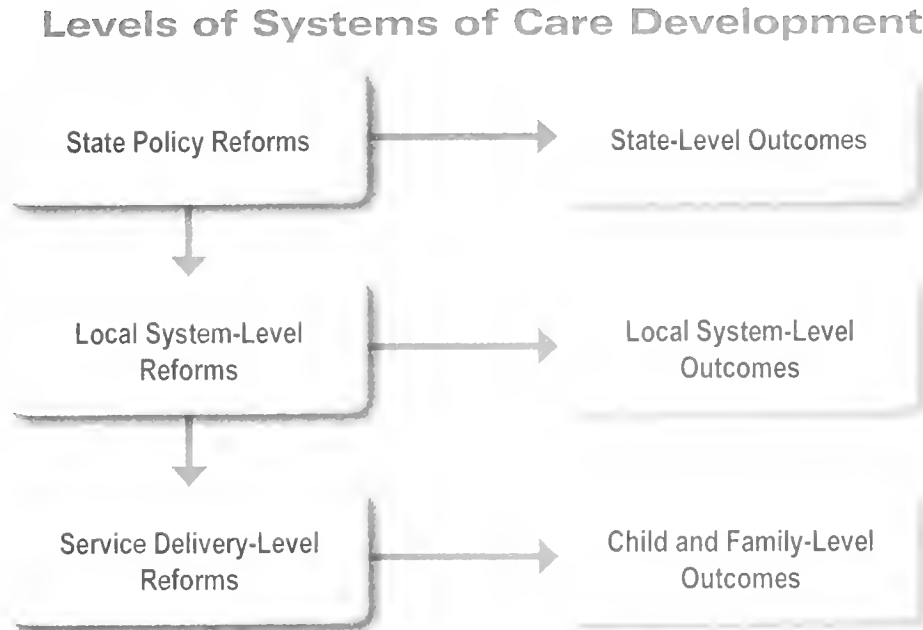 Levels of Systems of Care Development
State Policy Reforms
State-Level Outcomes
Local System-Level
Reforms
Local System-Level
Outcomes
Service Delivery-Level
Reforms
Child and Family-Level
Outcomes